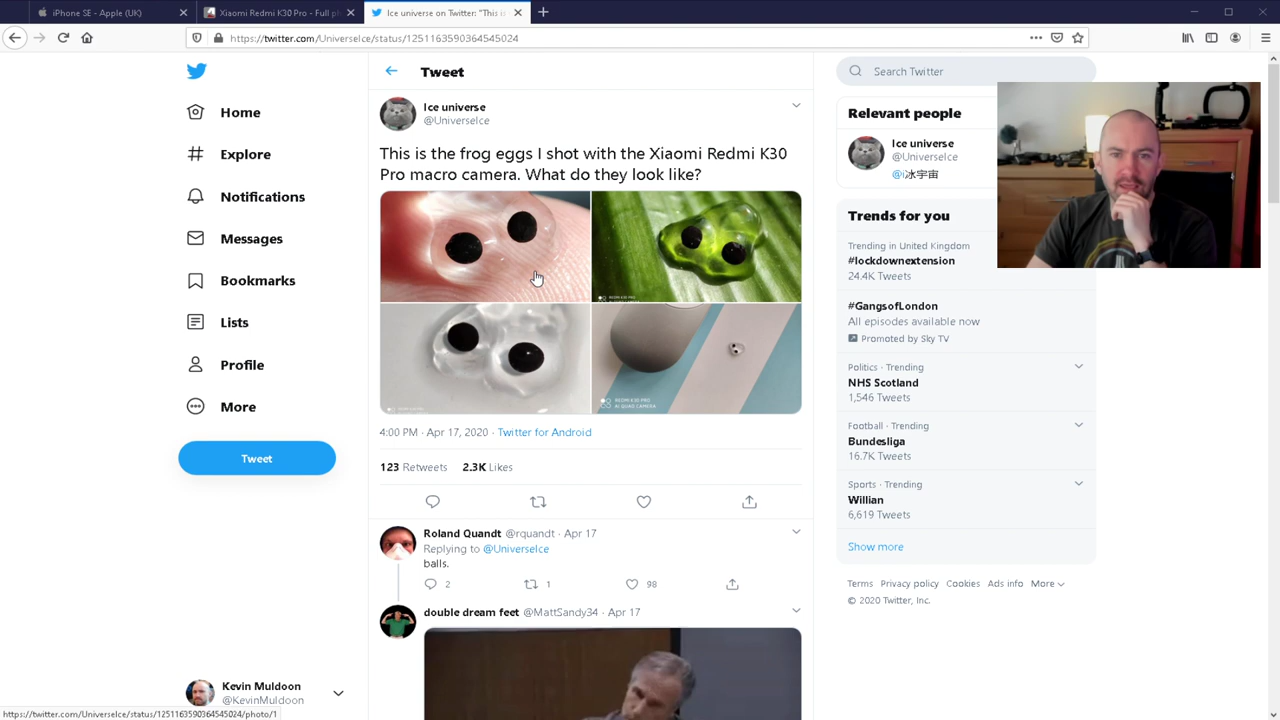 iPhone SE - Apple (UK)
Xiaomi Redmi K30 Pro - Full p
Ice universe on Twitter: "This is
https://twitter.com/UniverseIce/status/1251163590364545024
Home
Explore
Notifications
Messages
Bookmarks
Lists
Profile
More
Tweet
Kevin Muldoon
@KevinMuldoon
https://twitter.com/UniverseIce/status/1251163590364545024/photo/1
Tweet
Ice universe
@UniverseIce
This is the frog eggs I shot with the Xiaomi Redmi K30
Pro macro camera. What do they look like?
REDMI K30 PRO
AI QUAD CAMERA
4:00 PM · Apr 17, 2020 · Twitter for Android
123 Retweets 2.3K Likes
Roland Quandt @rquandt · Apr 17
Replying to @UniverseIce
balls.
2 1 98
double dream feet @MattSandy34 · Apr 17
Search Twitter
Relevant people
Ice universe
@UniverseIce
@i冰宇宙
Trends for you
Trending in United Kingdom
#lockdownextension
24.4K Tweets
#GangsofLondon
All episodes available now
Promoted by Sky TV
Politics · Trending
NHS Scotland
1,546 Tweets
Football · Trending
Bundesliga
16.7K Tweets
Sports · Trending
Willian
6,619 Tweets
Show more
Terms Privacy policy Cookies Ads info More
© 2020 Twitter, Inc.